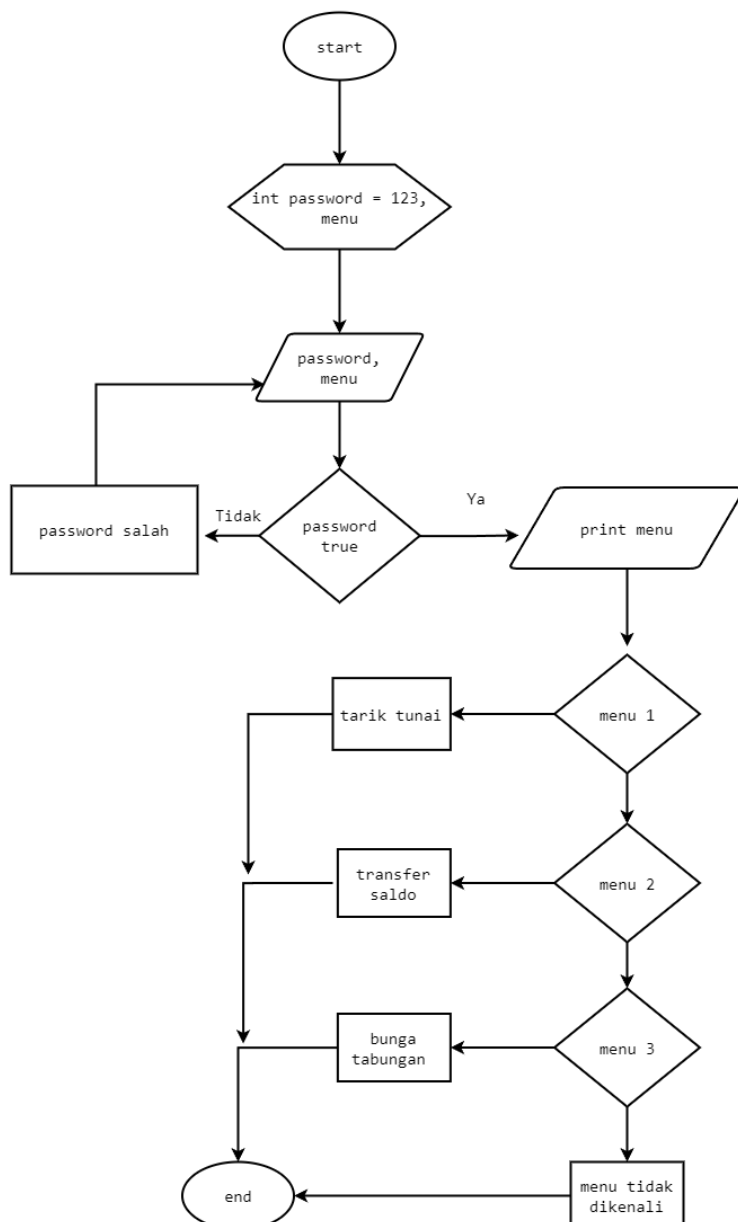 start
int password = 123,
menu
password,
menu
password salah
Tidak
password
true
Ya
print menu
tarik tunai
menu 1
transfer
saldo
menu 2
bunga
tabungan
menu 3
end
menu tidak
dikenali